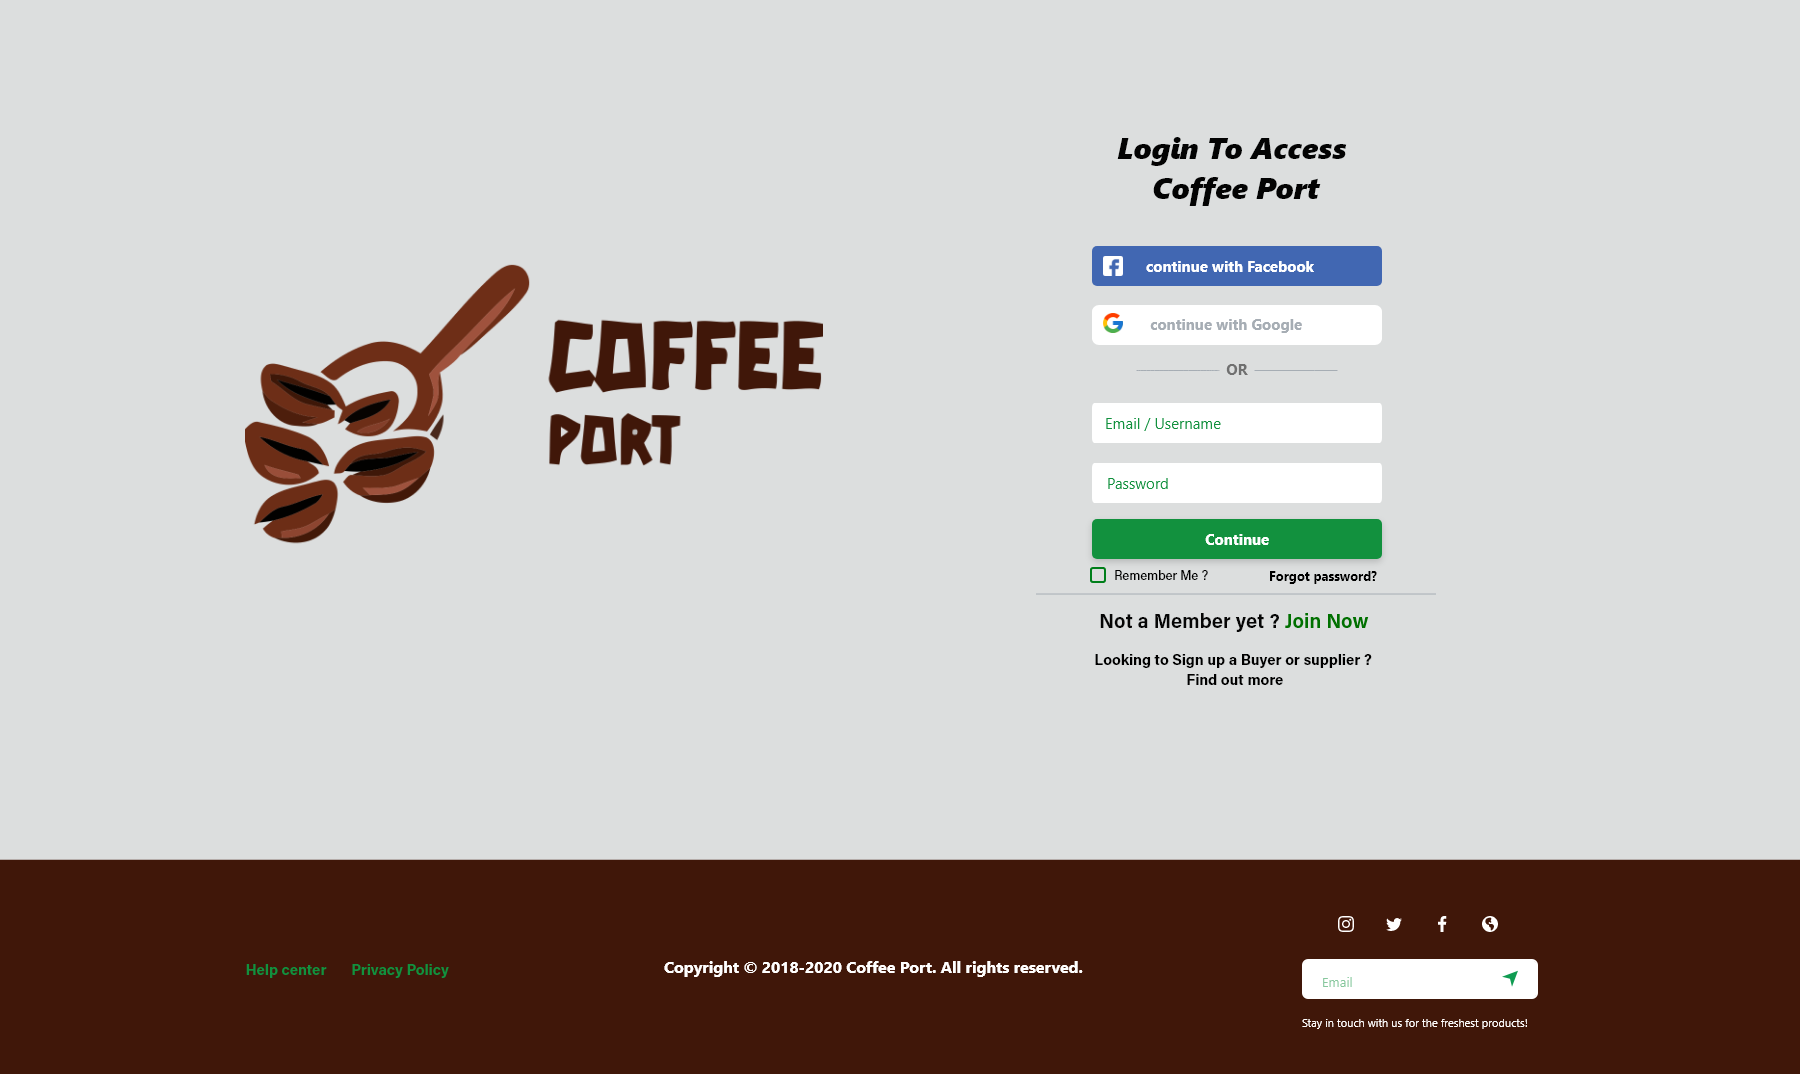 COFFEE
PORT
Login To Access
Coffee Port
continue with Facebook
continue with Google
OR
Email / Username
Password
Continue
Remember Me ?
Forgot password?
Not a Member yet ? Join Now
Looking to Sign up a Buyer or supplier ?
Find out more
Help center
Privacy Policy
Copyright © 2018-2020 Coffee Port. All rights reserved.
Email
Stay in touch with us for the freshest products!